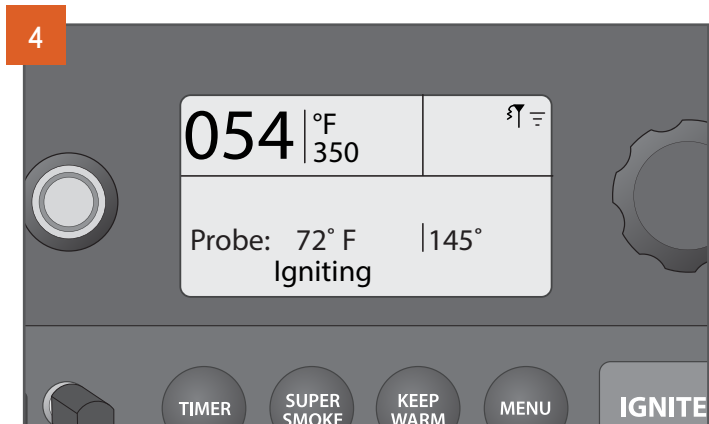 4
054 °F
350
Probe: 72° F 145°
Igniting
TIMER
SUPER
SMOKE
KEEP
WARM
MENU
IGNITE